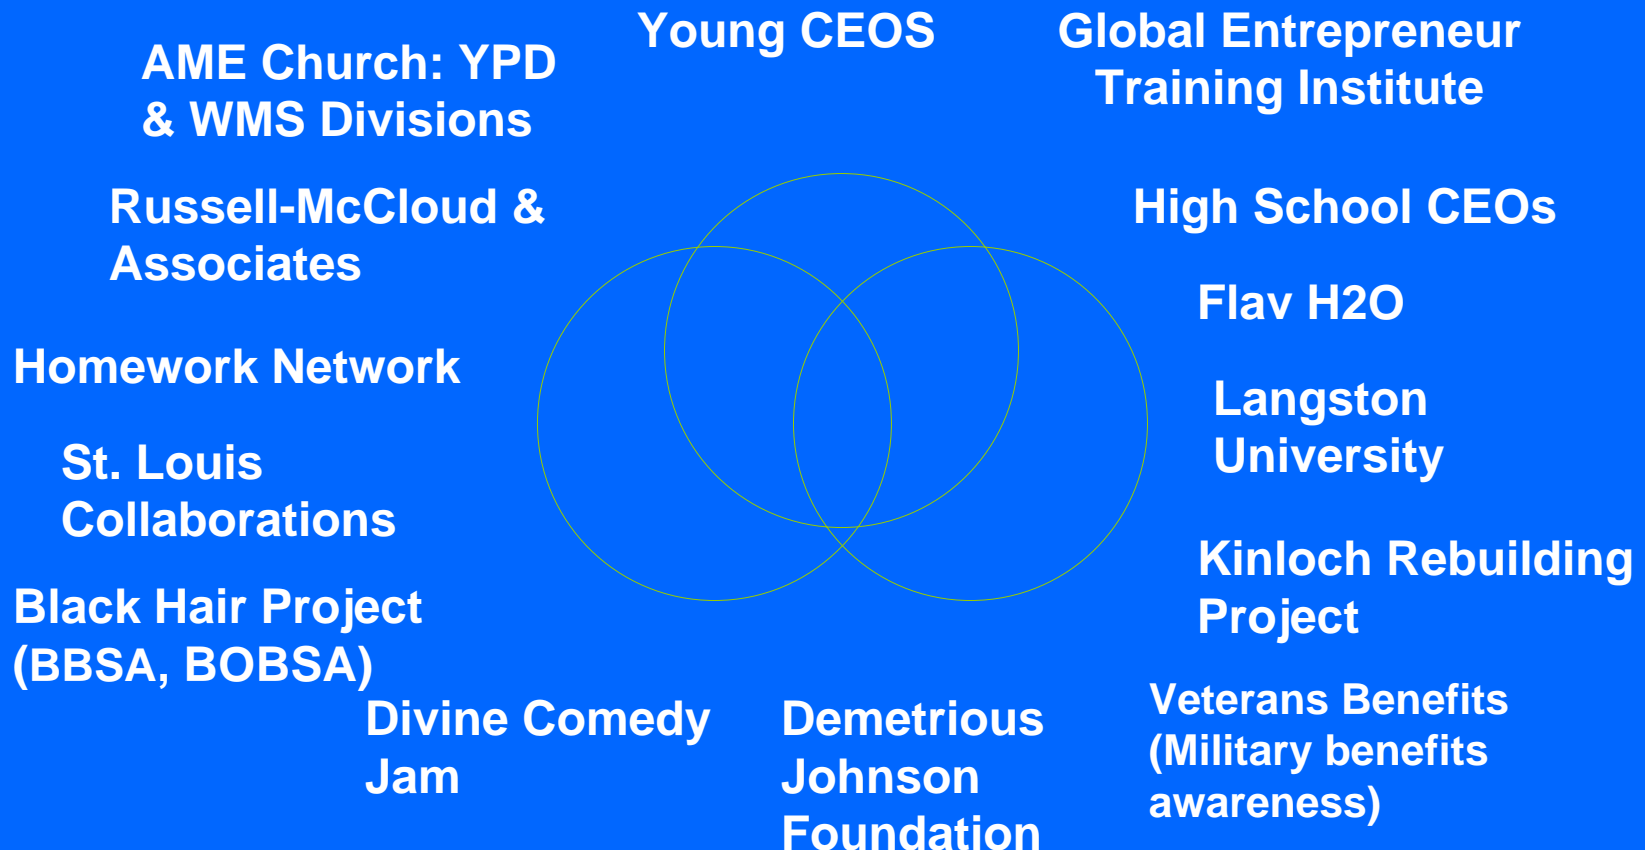 Young CEOS
Global Entrepreneur
Training Institute
AME Church: YPD
& WMS Divisions
Russell-McCloud &
Associates
High School CEOs
Flav H2O
Homework Network
Langston
University
St. Louis
Collaborations
Kinloch Rebuilding
Project
Black Hair Project
(BBSA, BOBSA)
Divine Comedy
Jam
Demetrious
Johnson
Foundation
Veterans Benefits
(Military benefits
awareness)